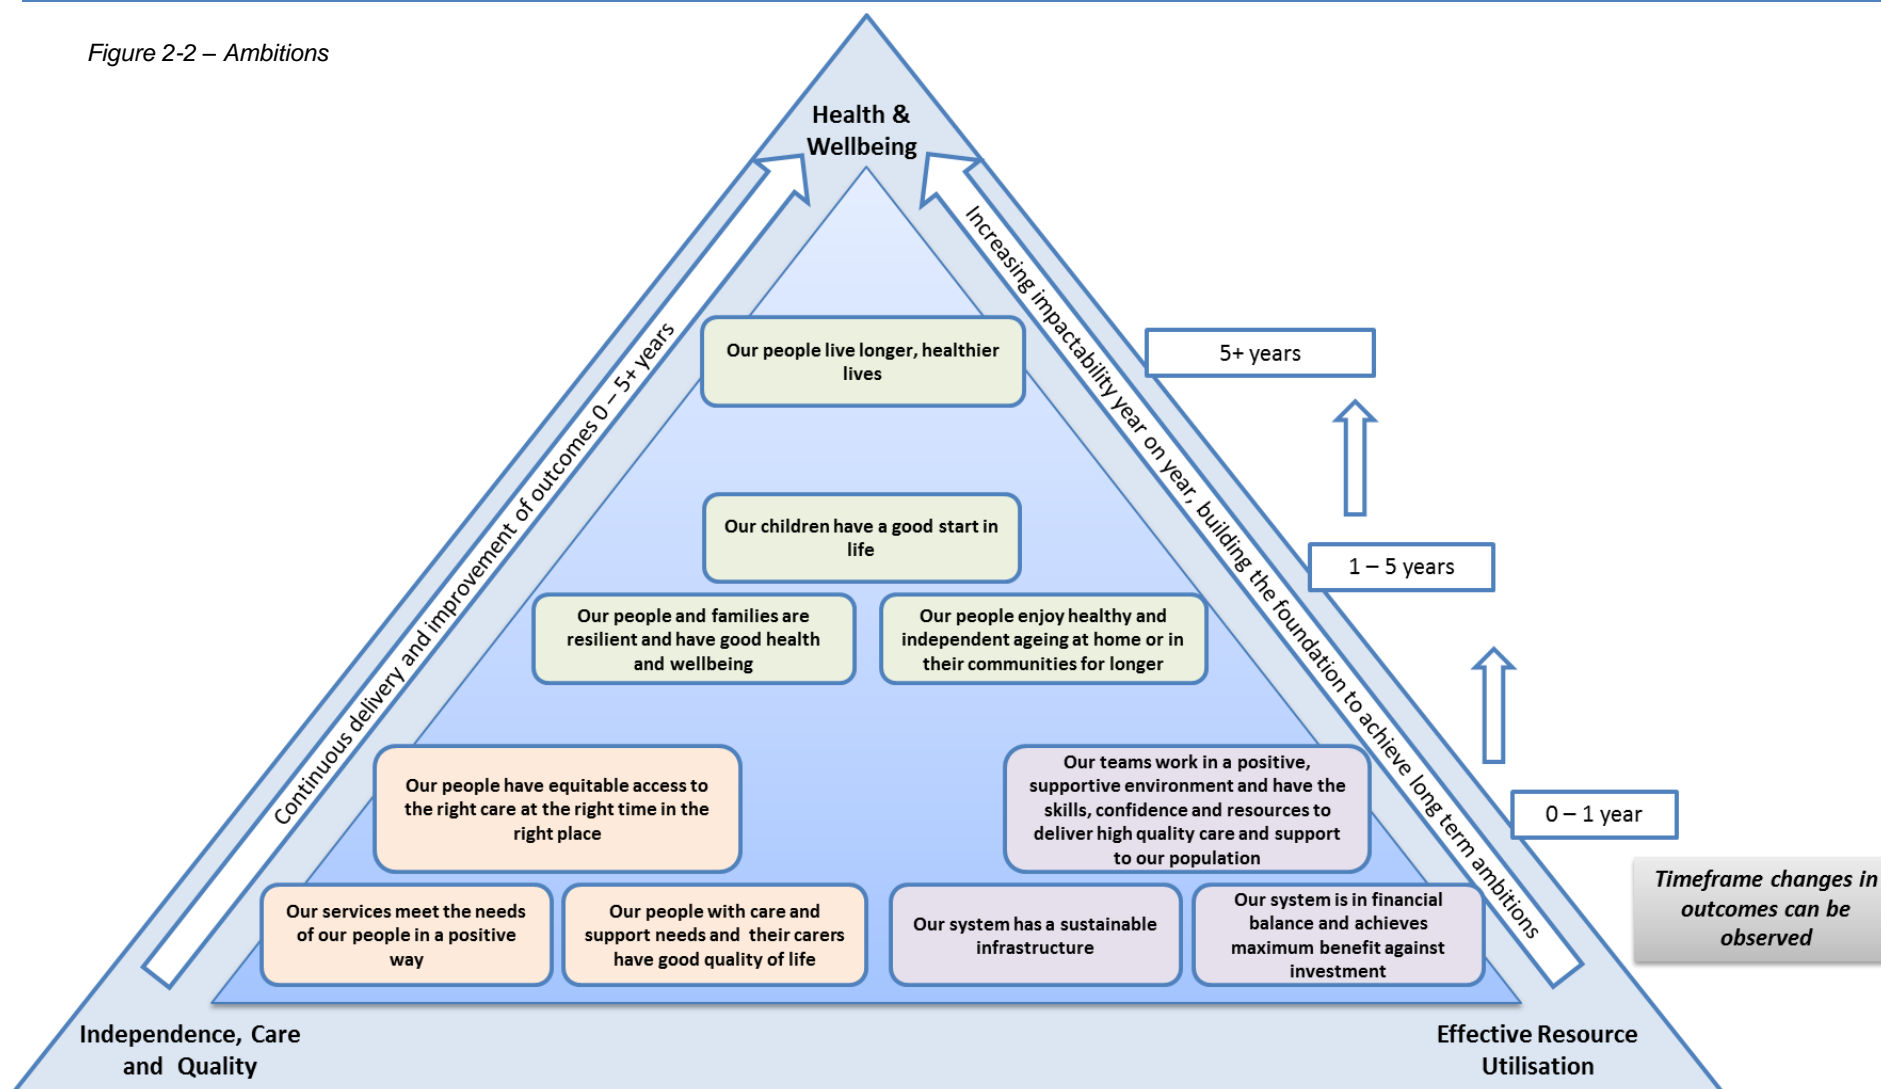 Figure 2-2 – Ambitions
Health &
Wellbeing
Continuous delivery and improvement of outcomes 0 – 5+ years
Increasing impactability year on year, building the foundation to achieve long term ambitions
Our people live longer, healthier
lives
5+ years
Our children have a good start in
life
1 – 5 years
Our people and families are
resilient and have good health
and wellbeing
Our people enjoy healthy and
independent ageing at home or in
their communities for longer
Our people have equitable access to
the right care at the right time in the
right place
Our teams work in a positive,
supportive environment and have the
skills, confidence and resources to
deliver high quality care and support
to our population
0 – 1 year
Timeframe changes in
outcomes can be
observed
Our services meet the needs
of our people in a positive
way
Our people with care and
support needs and their carers
have good quality of life
Our system has a sustainable
infrastructure
Our system is in financial
balance and achieves
maximum benefit against
investment
Independence, Care
and Quality
Effective Resource
Utilisation